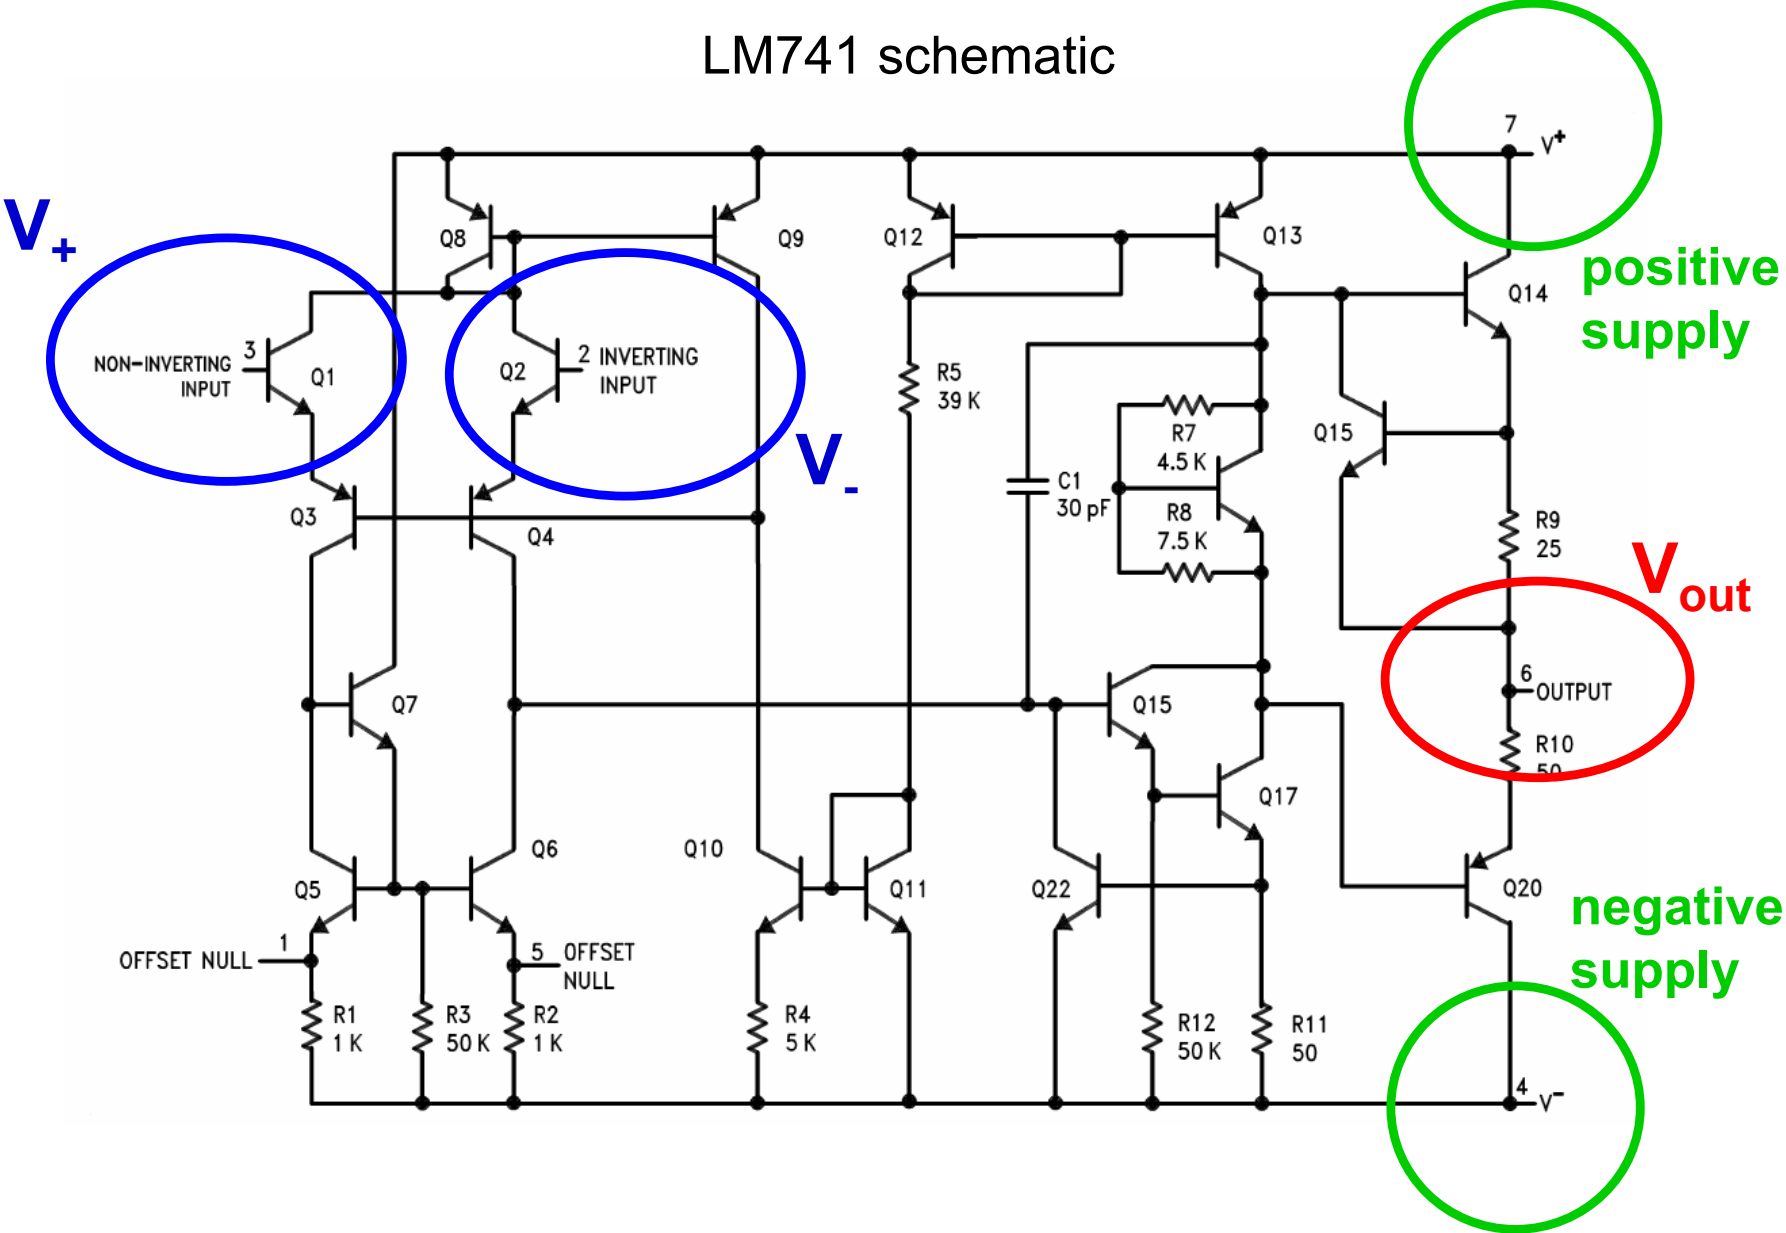 LM741 schematic
7
V+
V+
Q8
Q9
Q12
Q13
positive
supply
Q14
3
NON-INVERTING
INPUT
Q1
Q2
2 INVERTING
INPUT
R5
39 K
R7
4.5 K
Q15
V-
C1
30 pF
R8
7.5 K
Q3
Q4
R9
25
Vout
6
OUTPUT
Q7
Q15
R10
50
Q17
Q10
Q6
Q5
Q11
Q22
Q20
negative
supply
1
OFFSET NULL
5 OFFSET
NULL
R1
1 K
R3
50 K
R2
1 K
R4
5 K
R12
50 K
R11
50
4
V-